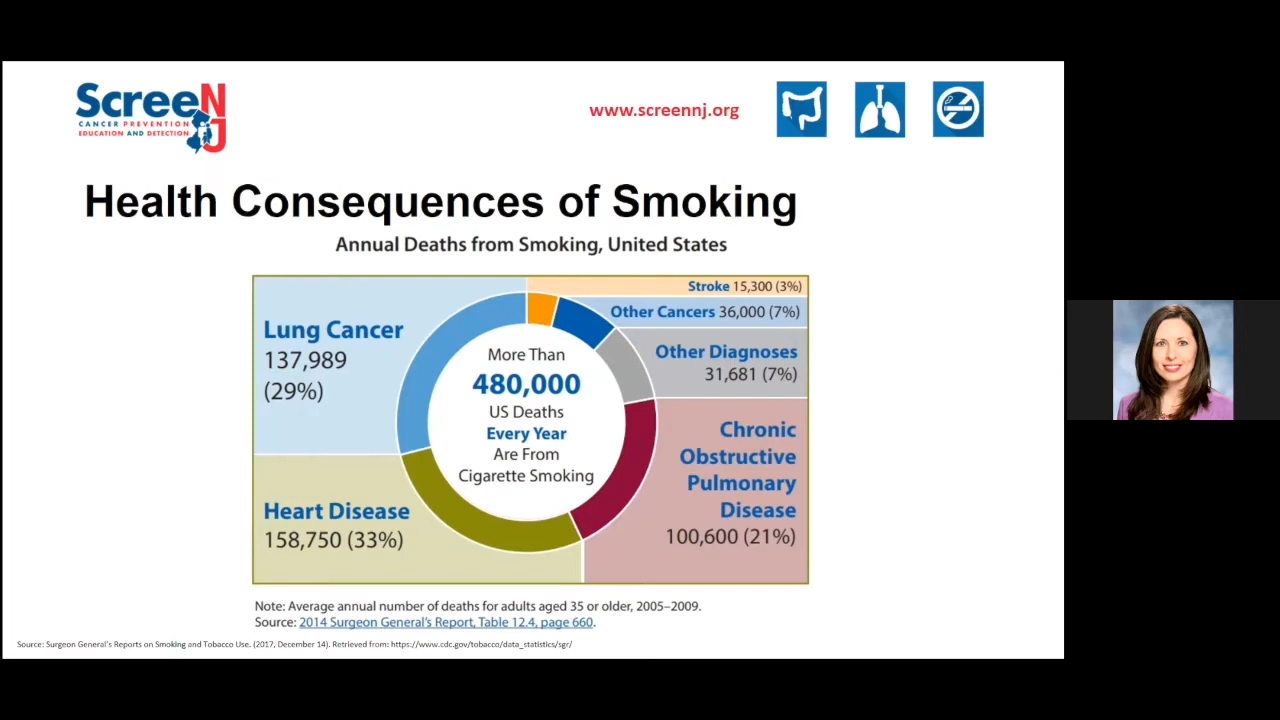 ScreeNJ
CANCER PREVENTION
EDUCATION AND DETECTION
www.screennj.org
Health Consequences of Smoking
Annual Deaths from Smoking, United States
Lung Cancer
137,989
(29%)
Heart Disease
158,750 (33%)
More Than
480,000
US Deaths
Every Year
Are From
Cigarette Smoking
Stroke 15,300 (3%)
Other Cancers 36,000 (7%)
Other Diagnoses
31,681 (7%)
Chronic
Obstructive
Pulmonary
Disease
100,600 (21%)
Note: Average annual number of deaths for adults aged 35 or older, 2005–2009.
Source: 2014 Surgeon General's Report, Table 12.4, page 660.
Source: Surgeon General's Reports on Smoking and Tobacco Use. (2017, December 14). Retrieved from: https://www.cdc.gov/tobacco/data_statistics/sgr/